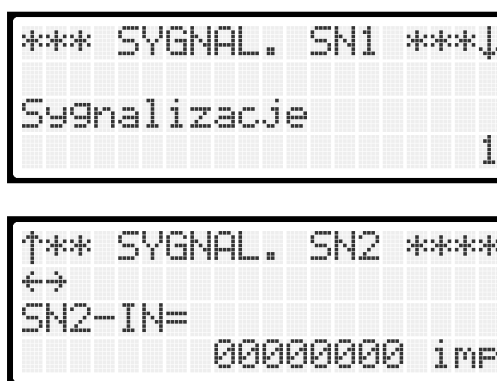 *** SYGNAL. SN1 ***↓
Sygnalizacje
1
↑** SYGNAL. SN2 ****
←→
SN2-IN=
00000000 imp